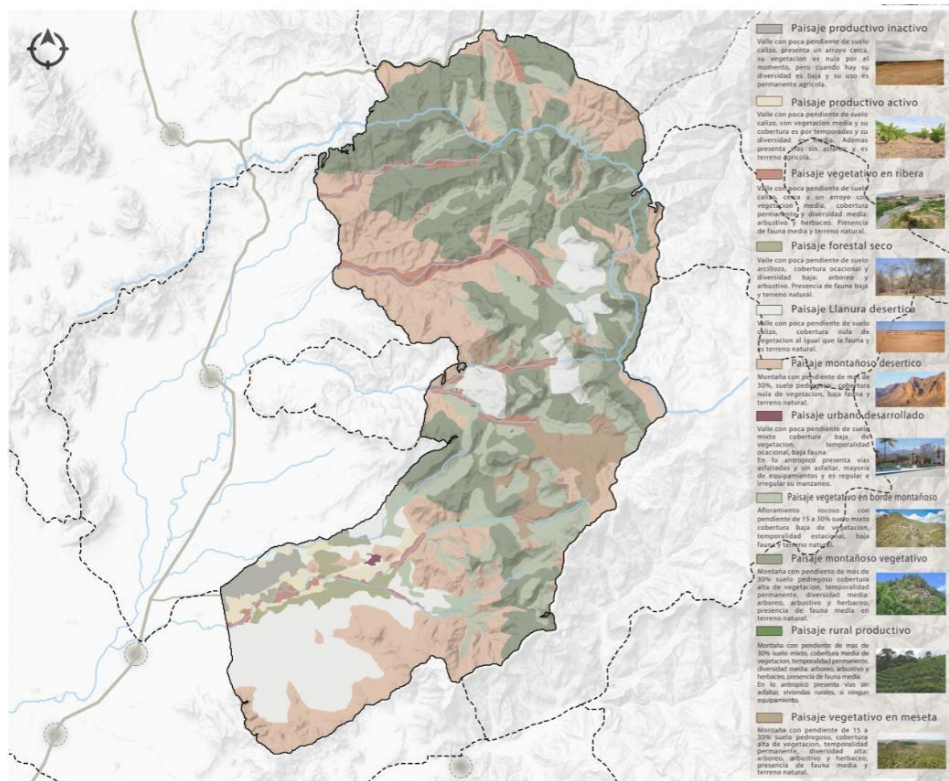 Paisaje productivo inactivo
Valle con poca pendiente de suelo
calizo, presenta un arroyo cerca,
su vegetacion es nula por el
momento, pero cuando hay su
diversidad es baja y su uso es
permanente agricola.
Paisaje productivo activo
Valle con poca pendiente de suelo
calizo, con vegetacion media y su
cobertura es por temporadas y su
diversidad es media. Ademas
presenta vias sin asfaltar y es
terreno agricola.
Paisaje vegetativo en ribera
Valle con poca pendiente de suelo
calizo, cerca a un arroyo con
vegetacion media, cobertura
permanente y diversidad media:
arbustivo y herbaceo. Presencia
de fauna media y terreno natural.
Paisaje forestal seco
Valle con poca pendiente de suelo
arcilloso, cobertura ocacional y
diversidad baja: arboreo y
arbustivo. Presencia de fauna baja
y terreno natural.
Paisaje Llanura desertica
Valle con poca pendiente de suelo
calizo, cobertura nula de
vegetacion al igual que la fauna y
es terreno natural.
Paisaje montañoso desertico
Montaña con pendiente de mas de
30%, suelo pedregoso, cobertura
nula de vegetacion, baja fauna y
terreno natural.
Paisaje urbano desarrollado
Valle con poca pendiente de suelo
mixto cobertura baja de
vegetacion, temporalidad
ocacional, baja fauna.
En lo antropico presenta vias
asfaltadas y sin asfaltar, mayoria
de equipamientos y es regular e
irregular su manzaneo.
Paisaje vegetativo en borde montañoso
Afloramiento rocoso con
pendiente de 15 a 30% suelo mixto
cobertura baja de vegetacion,
temporalidad estacional, baja
fauna y terreno natural.
Paisaje montañoso vegetativo
Montaña con pendiente de mas de
30% suelo pedregoso cobertura
alta de vegetacion, temporalidad
permanente, diversidad media:
arboreo, arbustivo y herbaceo,
presencia de fauna media en
terreno natural.
Paisaje rural productivo
Montaña con pendiente de mas de
30% suelo mixto, cobertura media de
vegetacion, temporalidad permanente,
diversidad media: arboreo, arbustivo y
herbaceo, presencia de fauna media.
En lo antropico presenta vias sin
asfaltar, viviendas rurales, si ningun
equipamiento.
Paisaje vegetativo en meseta
Montaña con pendiente de 15 a
30% suelo pedregoso, cobertura
alta de vegetacion, temporalidad
permanente, diversidad alta:
arboreo, arbustivo y herbaceo,
presencia de fauna media y
terreno natural.